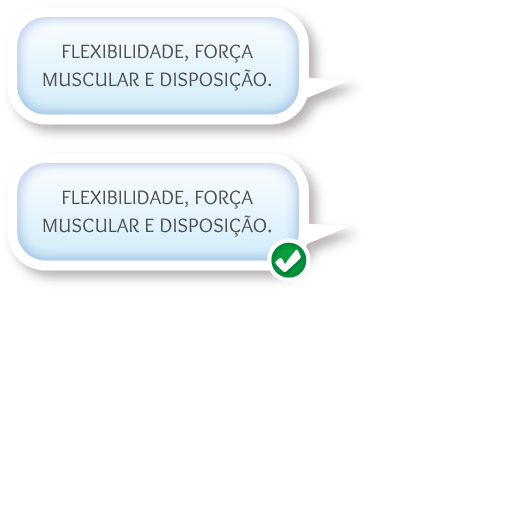 FLEXIBILIDADE, FORÇA
MUSCULAR E DISPOSIÇÃO.
FLEXIBILIDADE, FORÇA
MUSCULAR E DISPOSIÇÃO.